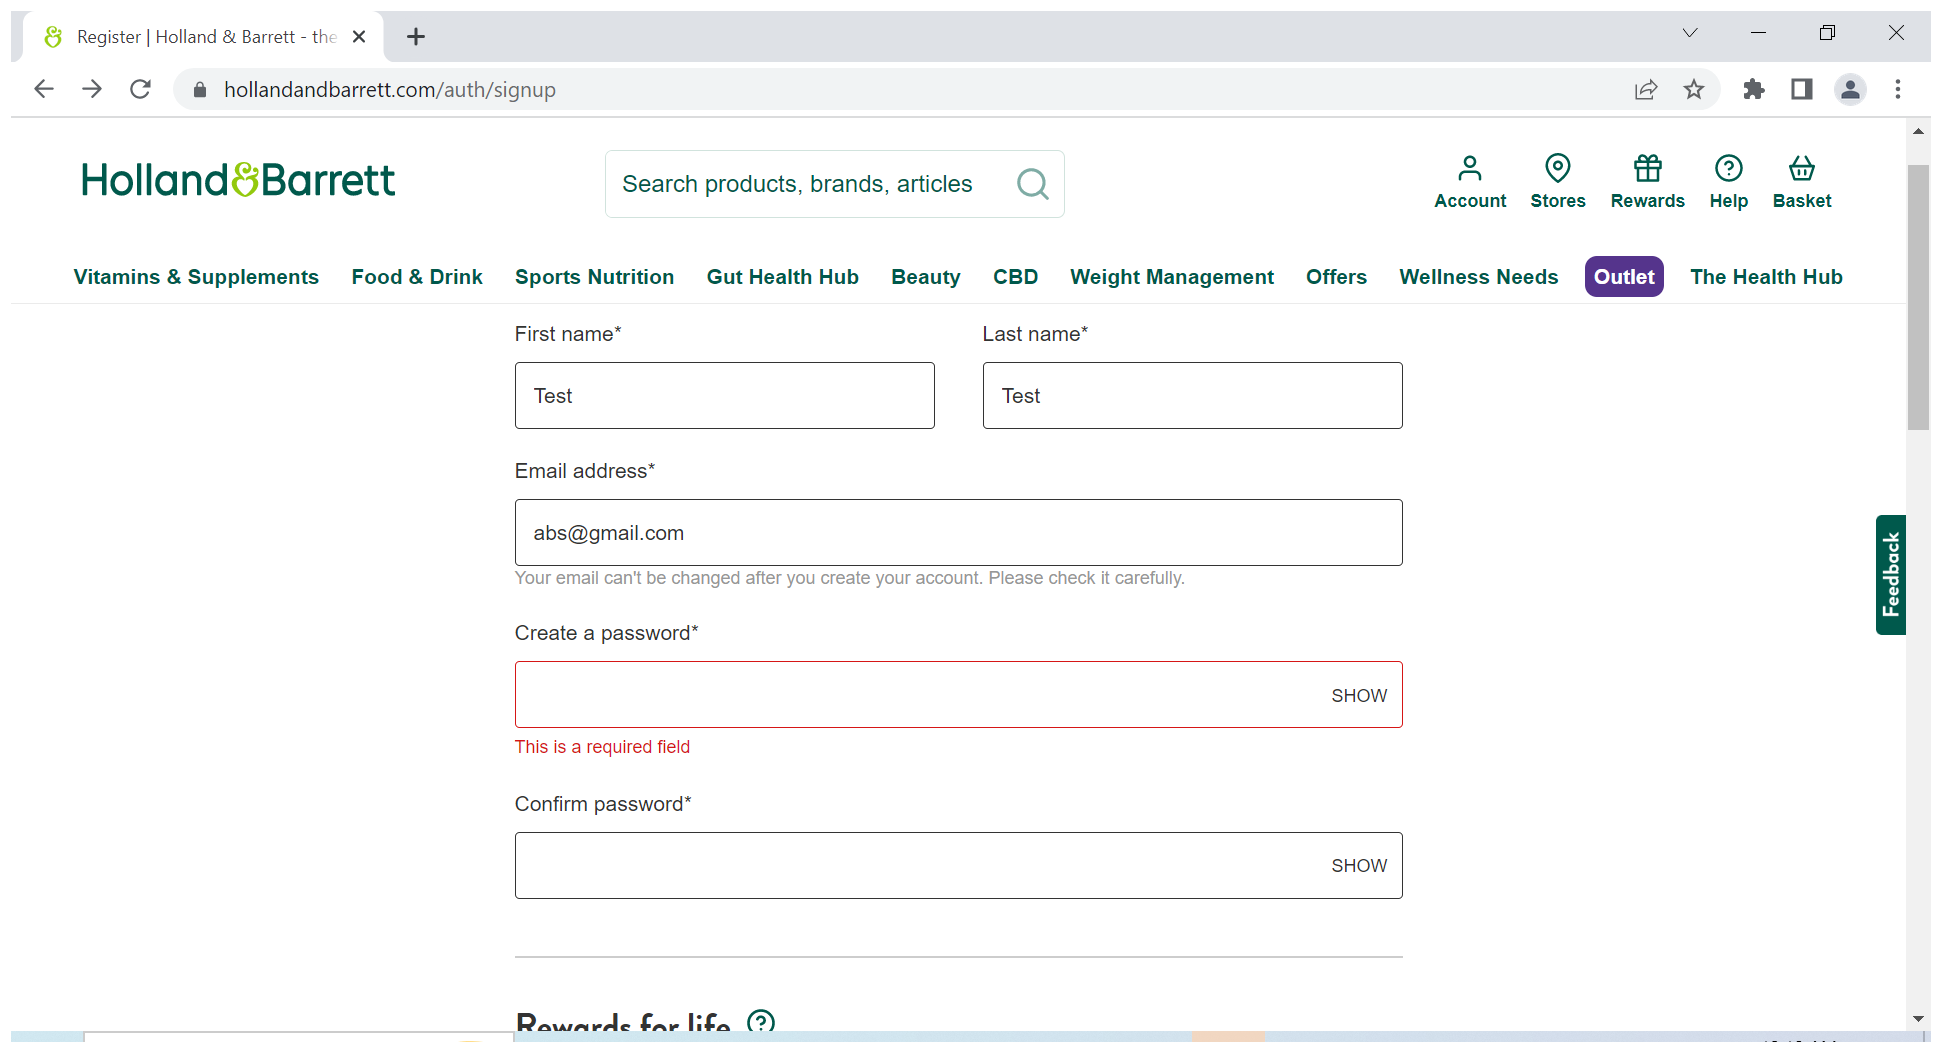 Register | Holland & Barrett - the
hollandandbarrett.com/auth/signup
Holland&Barrett
Search products, brands, articles
Account Stores Rewards Help Basket
Vitamins & Supplements Food & Drink Sports Nutrition Gut Health Hub Beauty CBD Weight Management Offers Wellness Needs Outlet The Health Hub
First name* Last name*
Test Test
Email address*
abs@gmail.com
Your email can't be changed after you create your account. Please check it carefully.
Feedback
Create a password*
SHOW
This is a required field
Confirm password*
SHOW
Rewards for life